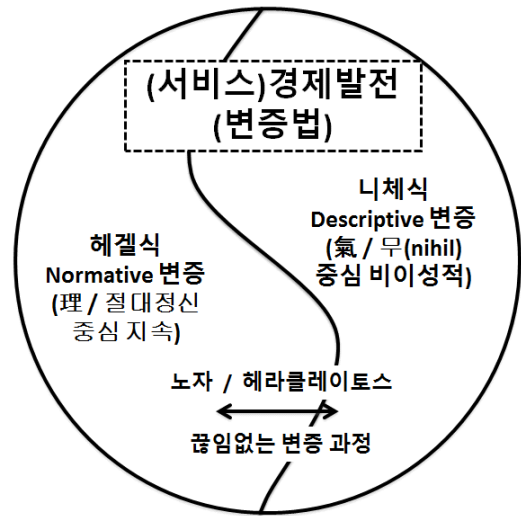 (서비스)경제발전
(변증법)
니체식
Descriptive 변증
(氣 / 무(nihil)
중심 비이성적)
헤겔식
Normative 변증
(理 / 절대정신
중심 지속)
노자 / 헤라클레이토스
끊임없는 변증 과정